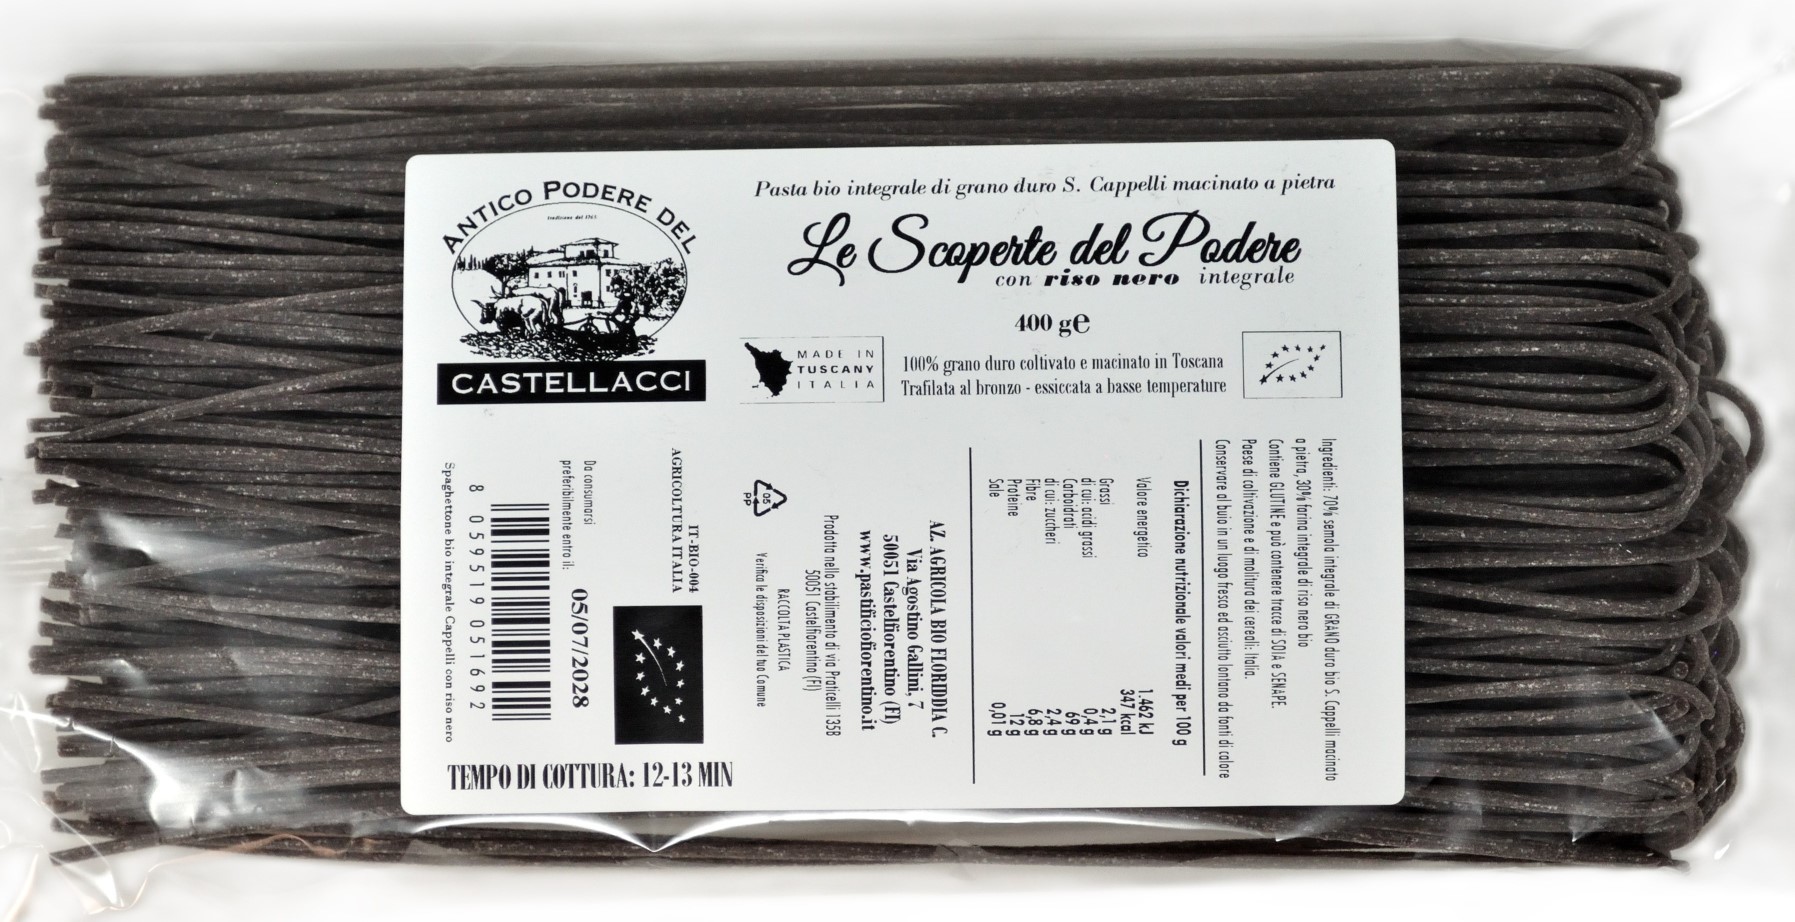 ANTICO PODERE DEL
tradizione dal 1765
CASTELLACCI
Pasta bio integrale di grano duro S. Cappelli macinato a pietra
Le Scoperte del Podere
con riso nero integrale
400 g e
MADE IN
TUSCANY
ITALIA
100% grano duro coltivato e macinato in Toscana
Trafilata al bronzo - essiccata a basse temperature
Ingredienti: 70% semola integrale di GRANO duro bio S. Cappelli macinato
a pietra, 30% farina integrale di riso nero bio
Contiene GLUTINE e può contenere tracce di SOIA e SENAPE.
Paese di coltivazione e di molitura dei cereali: Italia.
Conservare al buio in un luogo fresco ed asciutto lontano da fonti di calore
Dichiarazione nutrizionale valori medi per 100 g
Valore energetico 1.462 kJ
347 kcal
Grassi 2,1 g
di cui: acidi grassi 0,4 g
Carboidrati 69 g
di cui: zuccheri 2,4 g
Fibre 6,8 g
Proteine 12 g
Sale 0,01 g
AZ. AGRICOLA BIO FLORIDDIA C.
Via Agostino Gallini, 7
50051 Castelfiorentino (FI)
www.pastificiofiorentino.it
Prodotta nello stabilimento di via Praticelli 135B
50051 Castelfiorentino (FI)
05
PP
RACCOLTA PLASTICA
Verifica le disposizioni del tuo Comune
IT-BIO-004
AGRICOLTURA ITALIA
Da consumarsi
preferibilmente entro il: 05/07/2028
8 059519 051692
Spaghettone bio integrale Cappelli con riso nero
TEMPO DI COTTURA: 12-13 MIN